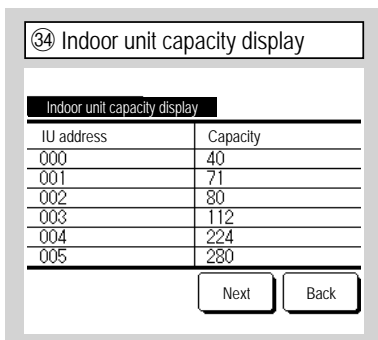 ㉞ Indoor unit capacity display
Indoor unit capacity display
IU address Capacity
000 40
001 71
002 80
003 112
004 224
005 280
Next Back